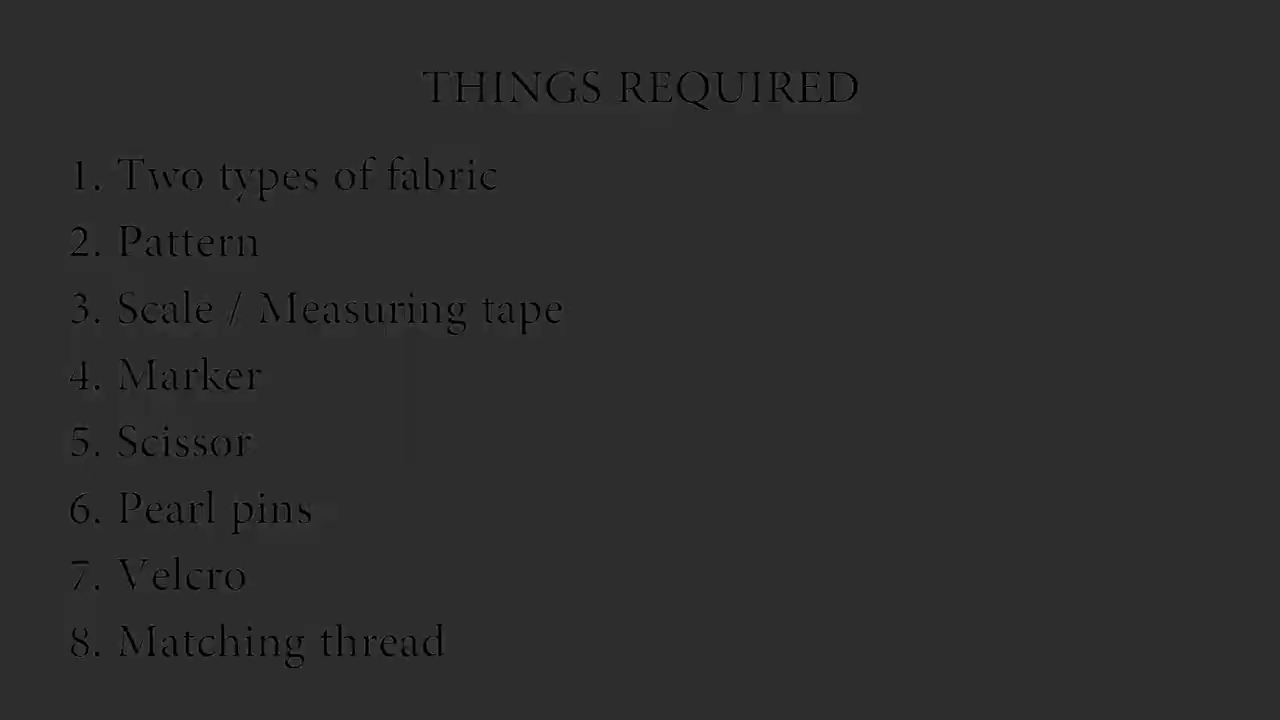 THINGS REQUIRED
1. Two types of fabric
2. Pattern
3. Scale / Measuring tape
4. Marker
5. Scissor
6. Pearl pins
7. Velcro
8. Matching thread